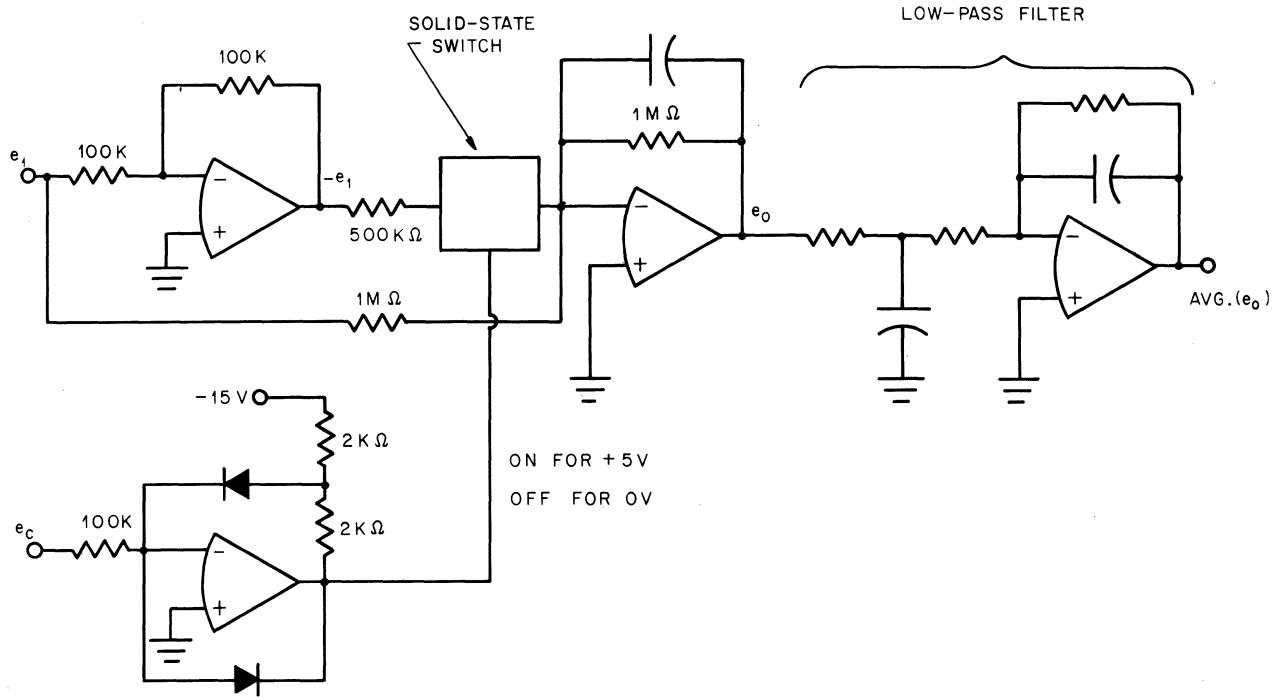 LOW-PASS FILTER
SOLID-STATE
SWITCH
100K
1MΩ
e₁
100K
−
+
-e₁
500KΩ
−
+
e₀
−
+
AVG.(e₀)
1MΩ
-15V
2KΩ
ON FOR +5V
OFF FOR 0V
2KΩ
e_C
100K
−
+